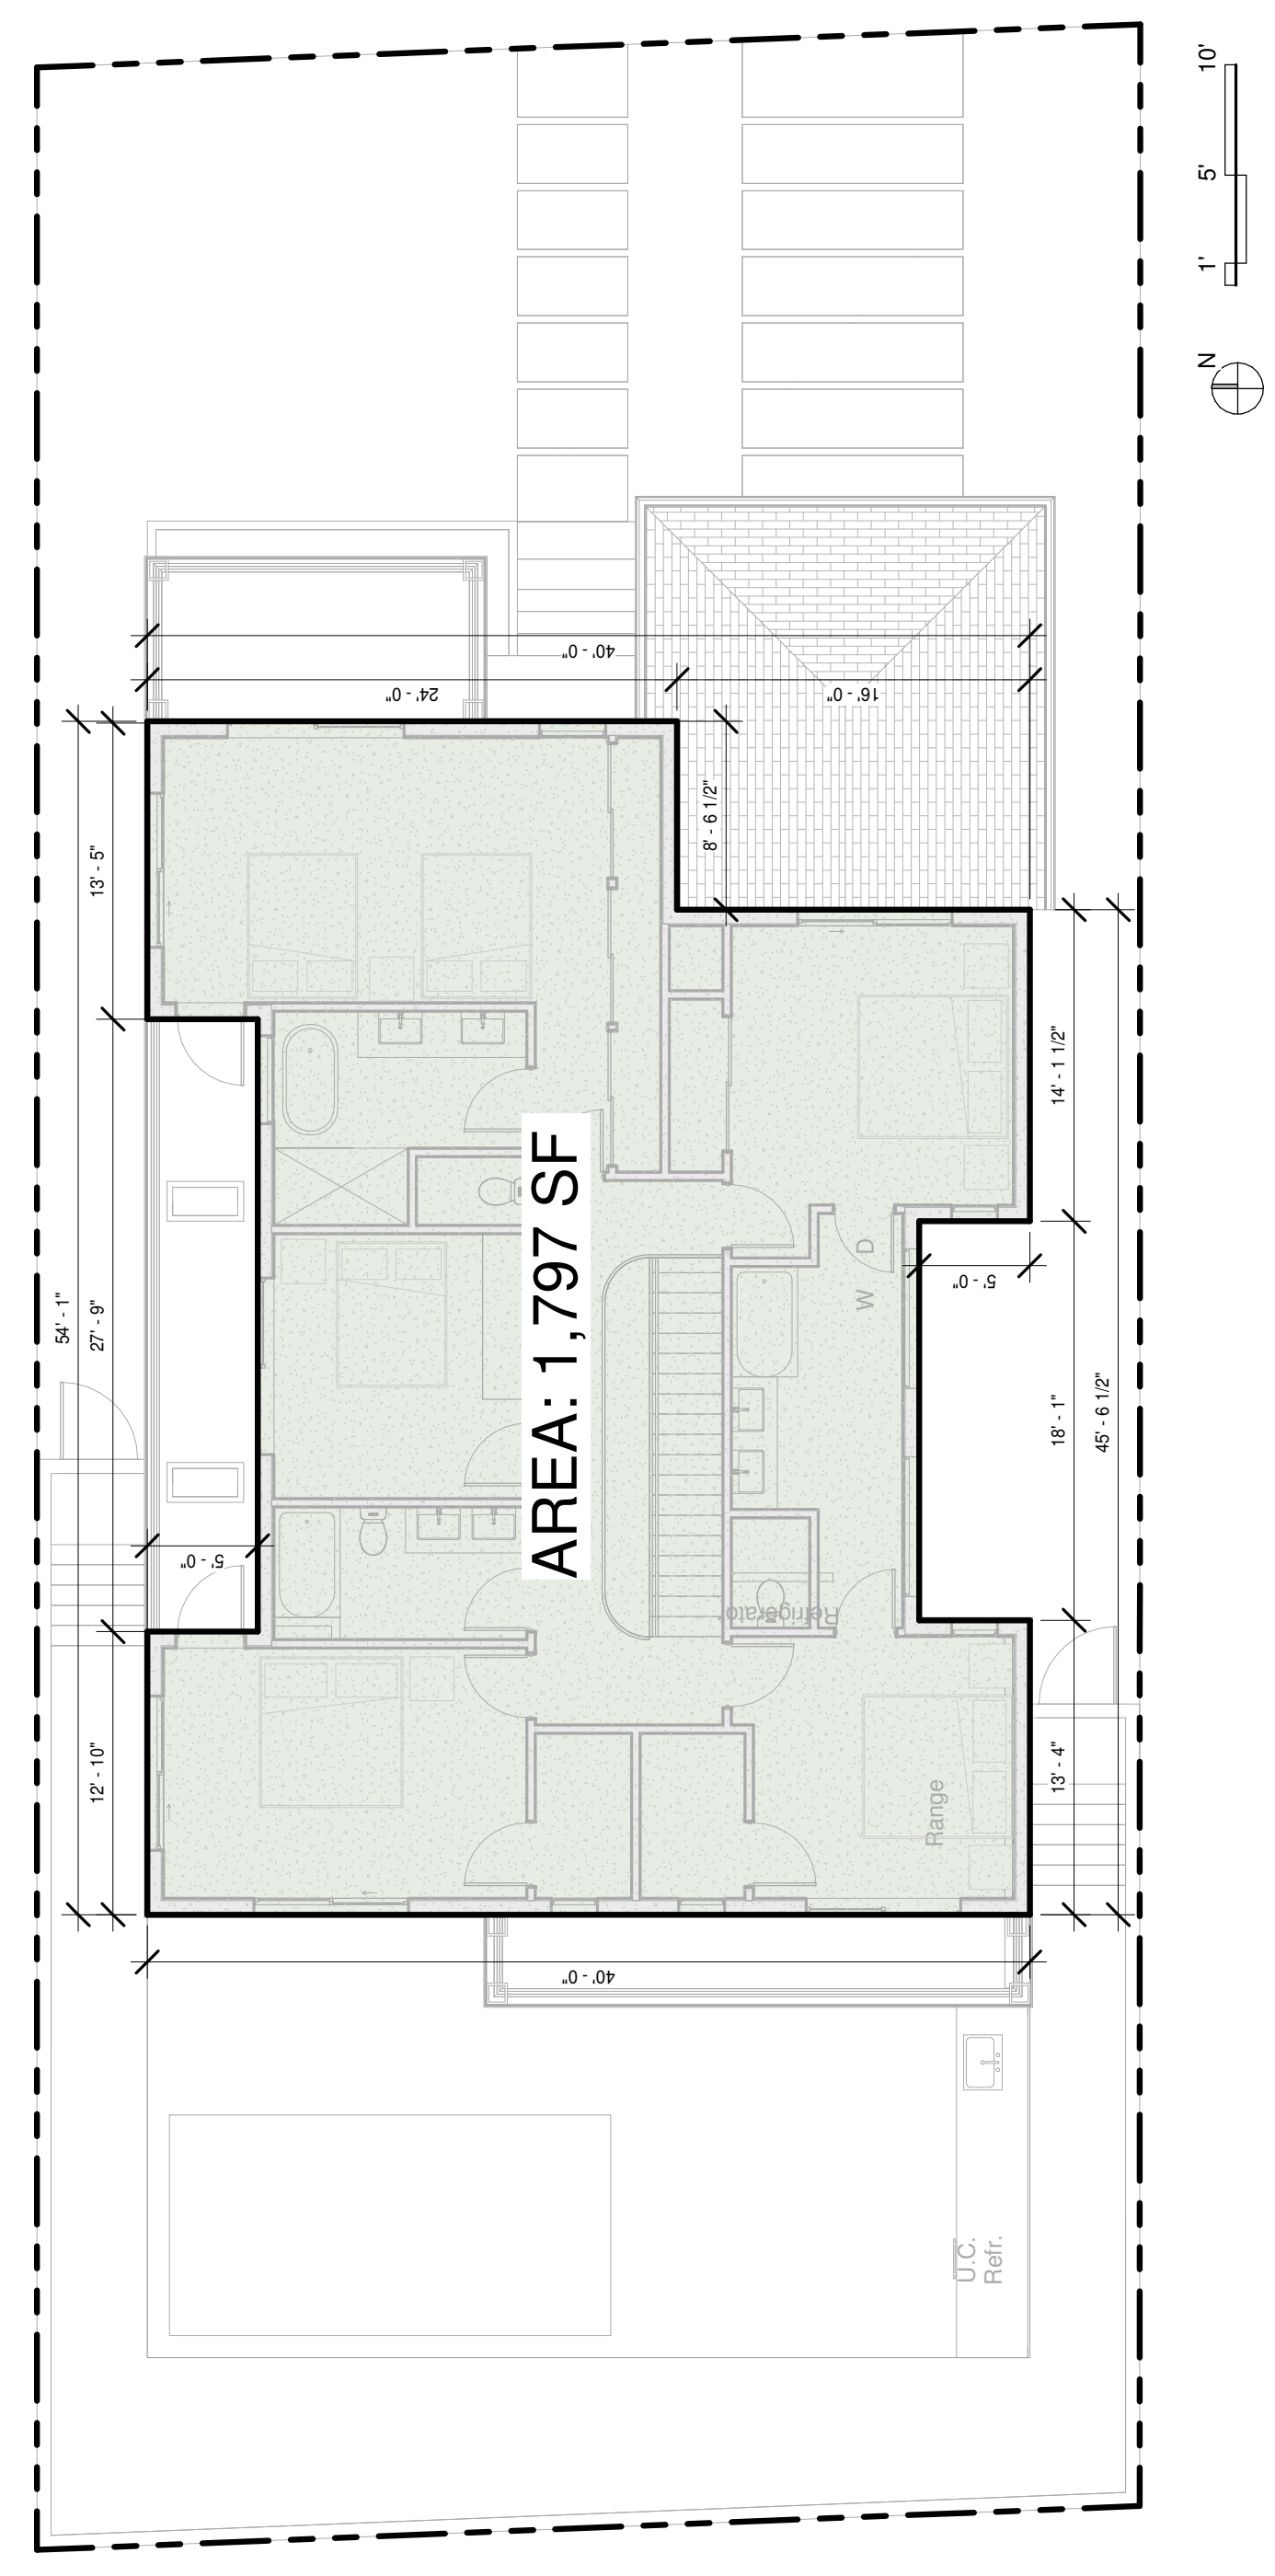 10'
5'
1'
N
40' - 0"
24' - 0"
16' - 0"
8' - 6 1/2"
13' - 5"
54' - 1"
27' - 9"
12' - 10"
5' - 0"
14' - 1 1/2"
5' - 0"
18' - 1"
45' - 6 1/2"
13' - 4"
AREA: 1,797 SF
W
D
Refrigerator
Range
40' - 0"
U.C.
Refr.